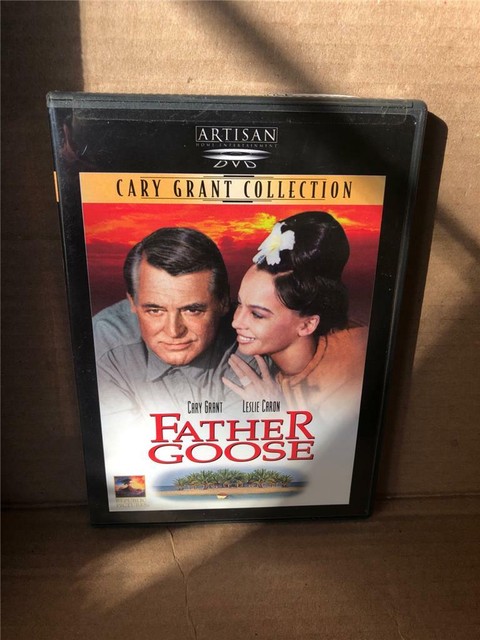 ARTISAN
HOME ENTERTAINMENT
DVD
CARY GRANT COLLECTION
CARY GRANT LESLIE CARON
FATHER
GOOSE